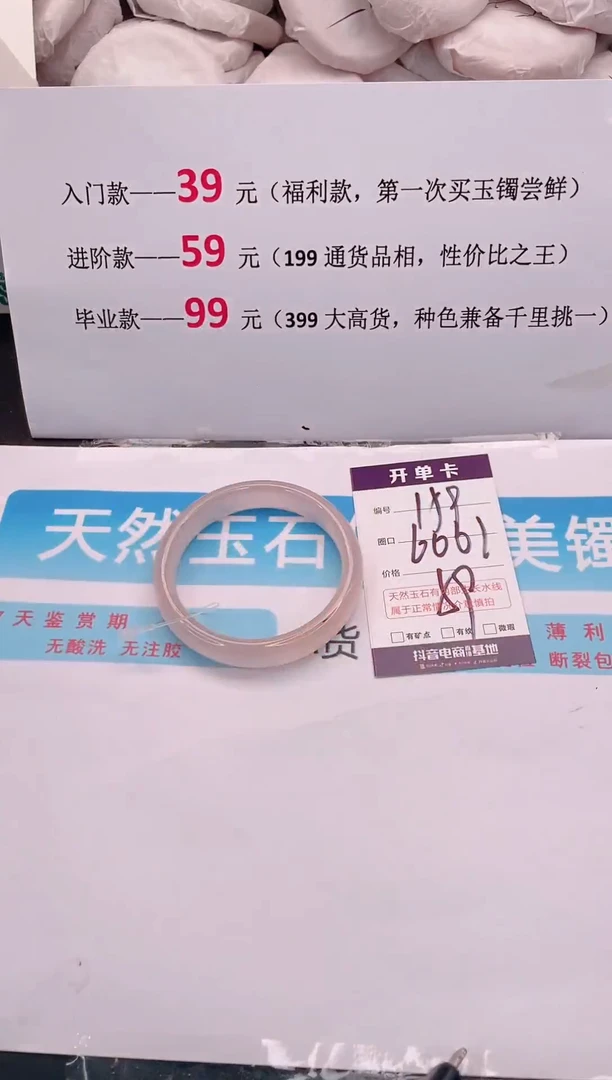 入门款——39 元（福利款，第一次买玉镯尝鲜）
进阶款——59 元（199 通货品相，性价比之王）
毕业款——99 元（399 大高货，种色兼备千里挑一）
天然玉石
美镯
天鉴赏期
无酸洗 无注胶
货
薄利
断裂包
开单卡
编号
圈口 6661
价格
天然玉石有
长水线
属于正常情
慎拍
有矿点 有纹 微瑕
抖音电商
基地